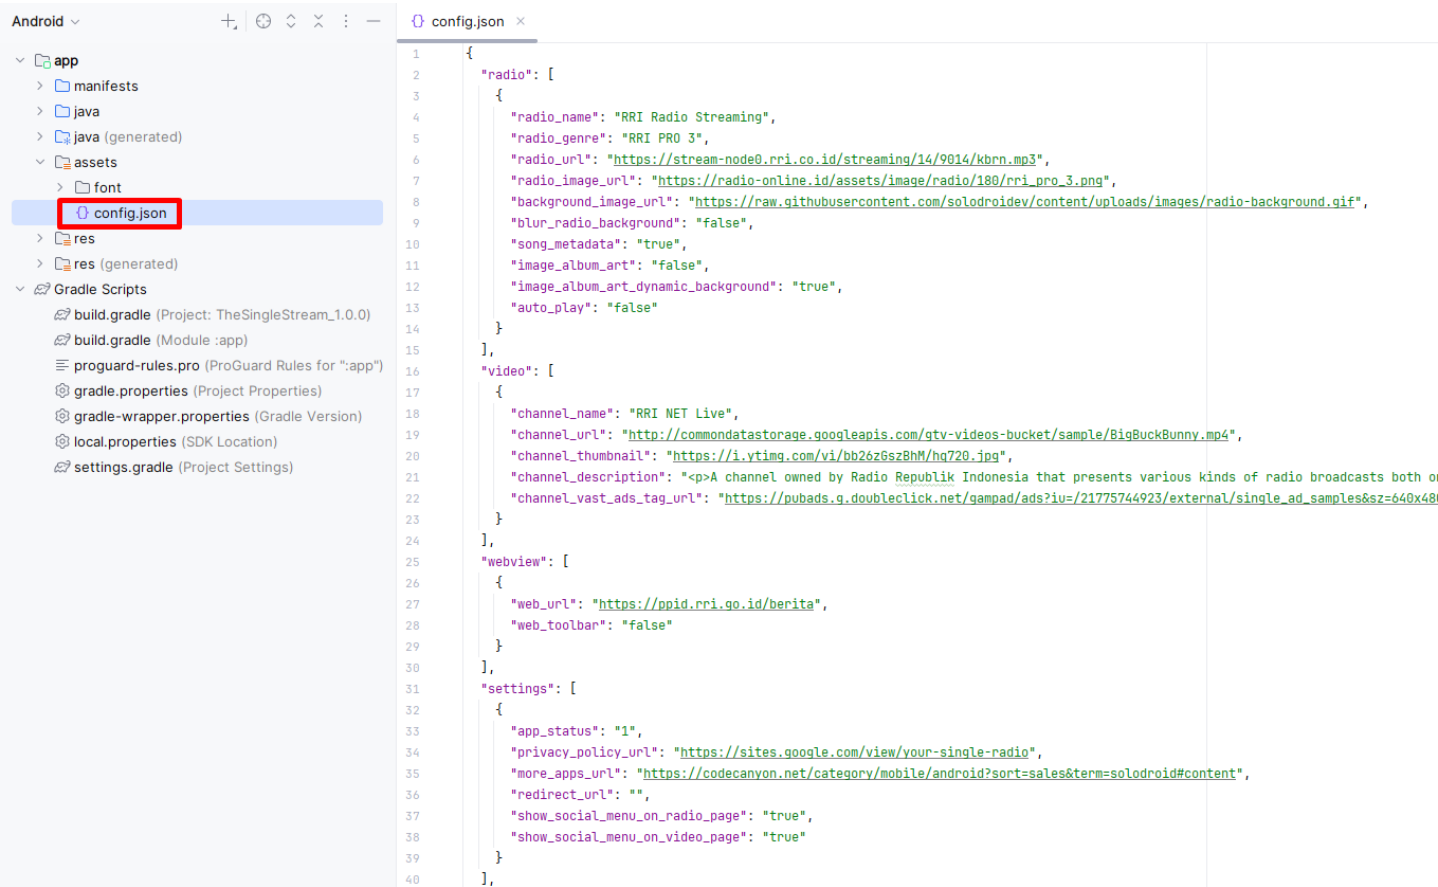 Android
app
manifests
java
java (generated)
assets
font
config.json
res
res (generated)
Gradle Scripts
build.gradle (Project: TheSingleStream_1.0.0)
build.gradle (Module :app)
proguard-rules.pro (ProGuard Rules for ":app")
gradle.properties (Project Properties)
gradle-wrapper.properties (Gradle Version)
local.properties (SDK Location)
settings.gradle (Project Settings)
config.json
1 {
2 "radio": [
3 {
4 "radio_name": "RRI Radio Streaming",
5 "radio_genre": "RRI PRO 3",
6 "radio_url": "https://stream-node0.rri.co.id/streaming/14/9014/kbrn.mp3",
7 "radio_image_url": "https://radio-online.id/assets/image/radio/180/rri_pro_3.png",
8 "background_image_url": "https://raw.githubusercontent.com/solodroidev/content/uploads/images/radio-background.gif",
9 "blur_radio_background": "false",
10 "song_metadata": "true",
11 "image_album_art": "false",
12 "image_album_art_dynamic_background": "true",
13 "auto_play": "false"
14 }
15 ],
16 "video": [
17 {
18 "channel_name": "RRI NET Live",
19 "channel_url": "http://commondatastorage.googleapis.com/gtv-videos-bucket/sample/BigBuckBunny.mp4",
20 "channel_thumbnail": "https://i.ytimg.com/vi/bb26zGszBhM/hq720.jpg",
21 "channel_description": "<p>A channel owned by Radio Republik Indonesia that presents various kinds of radio broadcasts both o
22 "channel_vast_ads_tag_url": "https://pubads.g.doubleclick.net/gampad/ads?iu=/21775744923/external/single_ad_samples&sz=640x480
23 }
24 ],
25 "webview": [
26 {
27 "web_url": "https://ppid.rri.go.id/berita",
28 "web_toolbar": "false"
29 }
30 ],
31 "settings": [
32 {
33 "app_status": "1",
34 "privacy_policy_url": "https://sites.google.com/view/your-single-radio",
35 "more_apps_url": "https://codecanyon.net/category/mobile/android?sort=sales&term=solodroid#content",
36 "redirect_url": "",
37 "show_social_menu_on_radio_page": "true",
38 "show_social_menu_on_video_page": "true"
39 }
40 ],